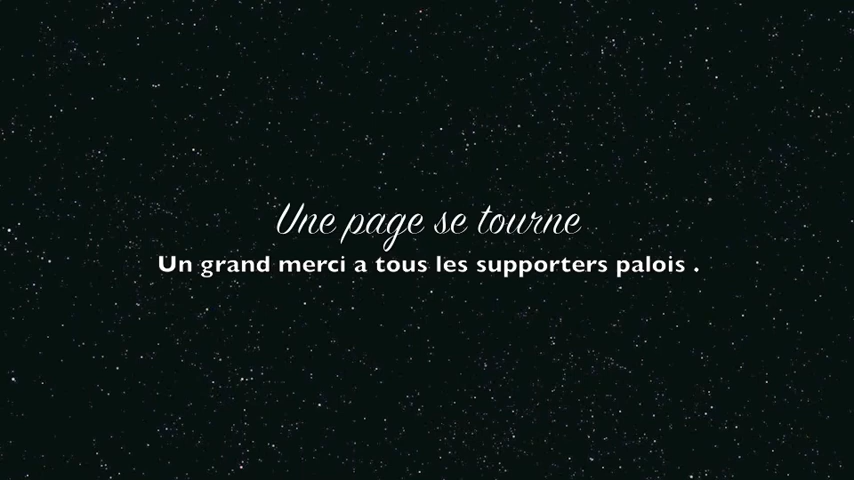 Une page se tourne
Un grand merci a tous les supporters palois .